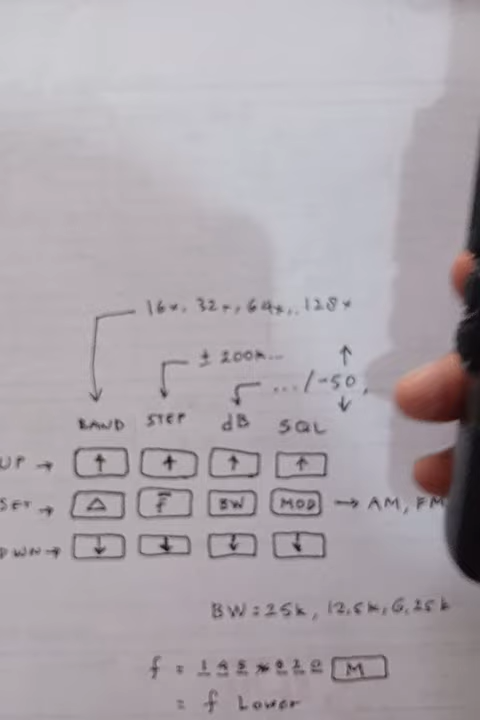 16x, 32x, 64x, 128x
± 200k...
↑
.../-50
↓
BAND STEP dB SQL
UP → ↑ ↑ ↑ ↑
SET → △ f BW MOD → AM, FM
DWN → ↓ ↓ ↓ ↓
BW = 25k, 12,5k, 6,25k
f = M
= f Lower